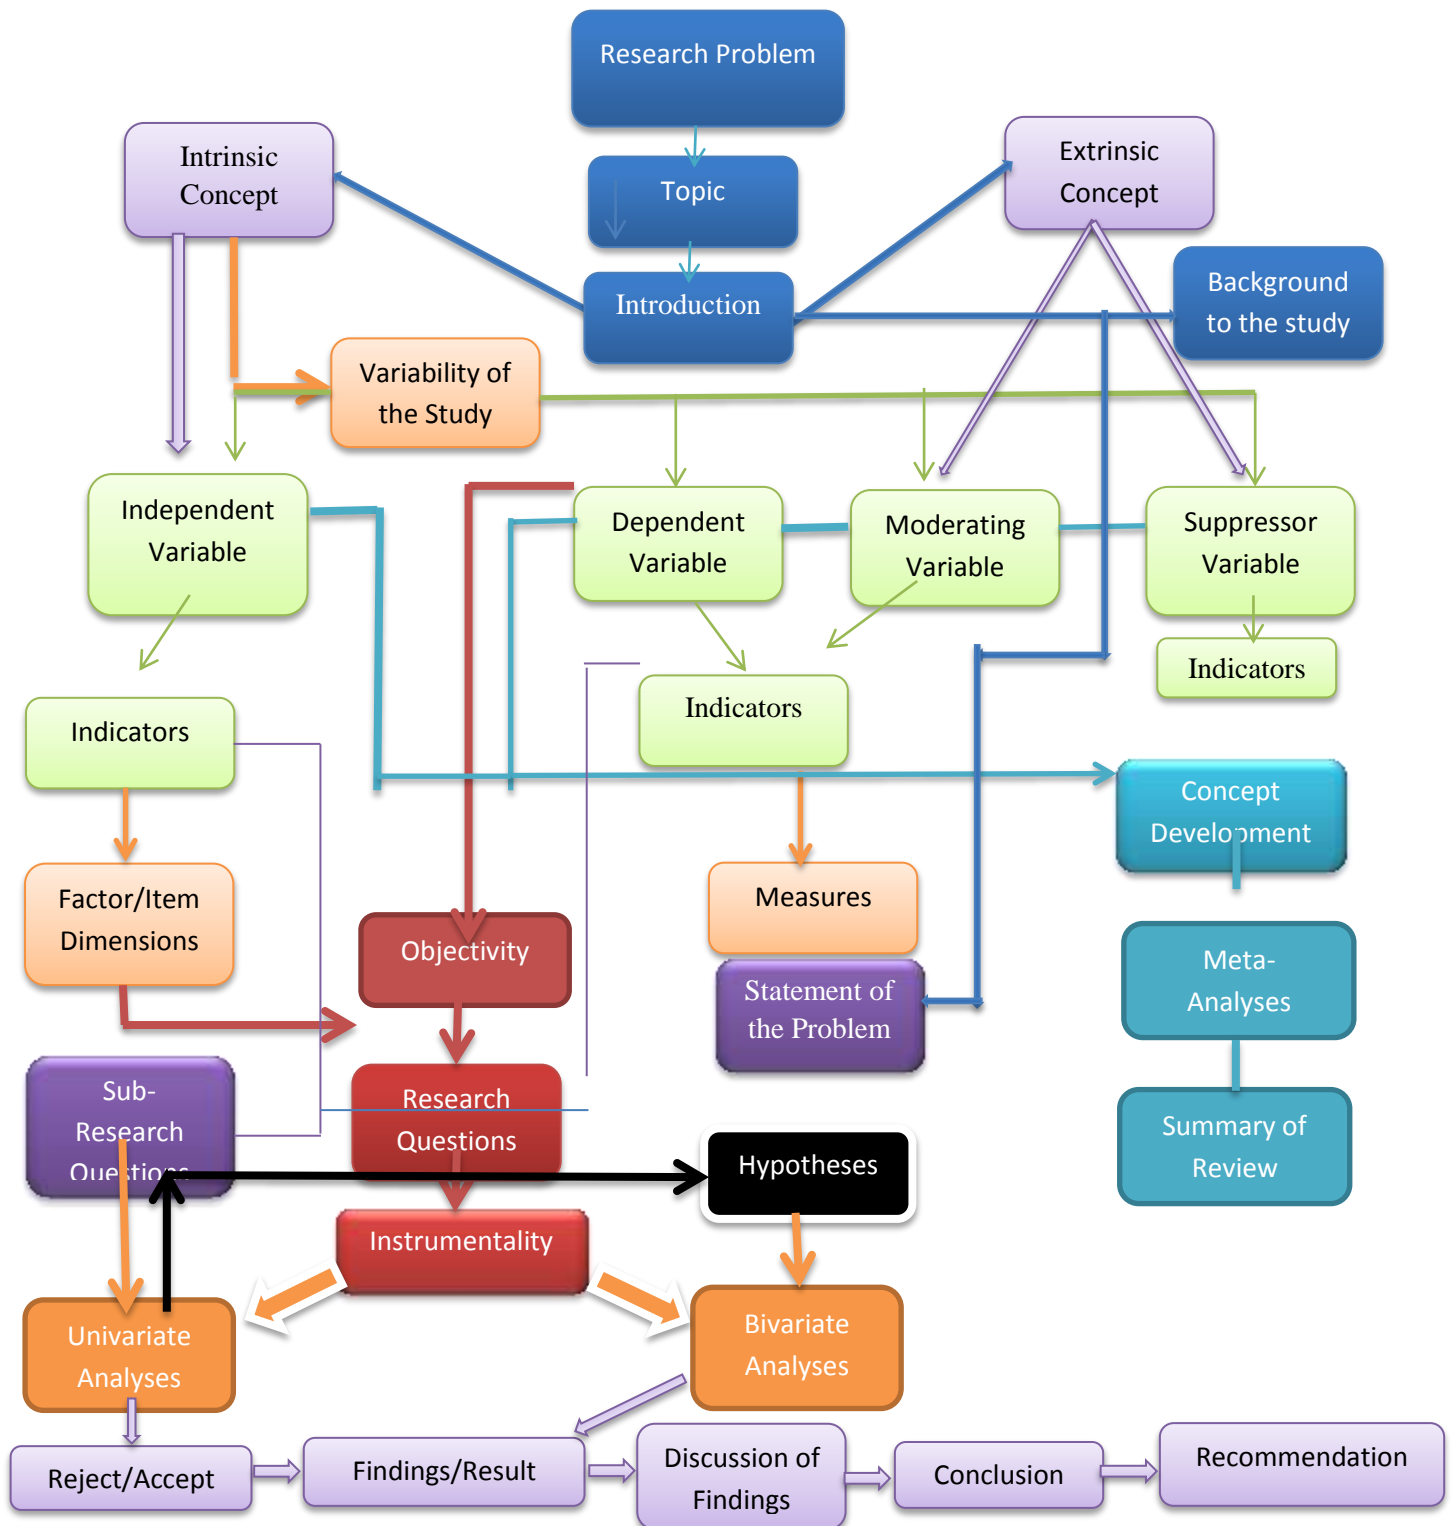 Research Problem
Intrinsic
Concept
Extrinsic
Concept
Topic
Introduction
Background
to the study
Variability of
the Study
Independent
Variable
Dependent
Variable
Moderating
Variable
Suppressor
Variable
Indicators
Indicators
Indicators
Concept
Development
Factor/Item
Dimensions
Measures
Objectivity
Meta-
Analyses
Statement of
the Problem
Sub-
Research
Questions
Research
Questions
Hypotheses
Summary of
Review
Instrumentality
Univariate
Analyses
Bivariate
Analyses
Reject/Accept
Findings/Result
Discussion of
Findings
Conclusion
Recommendation